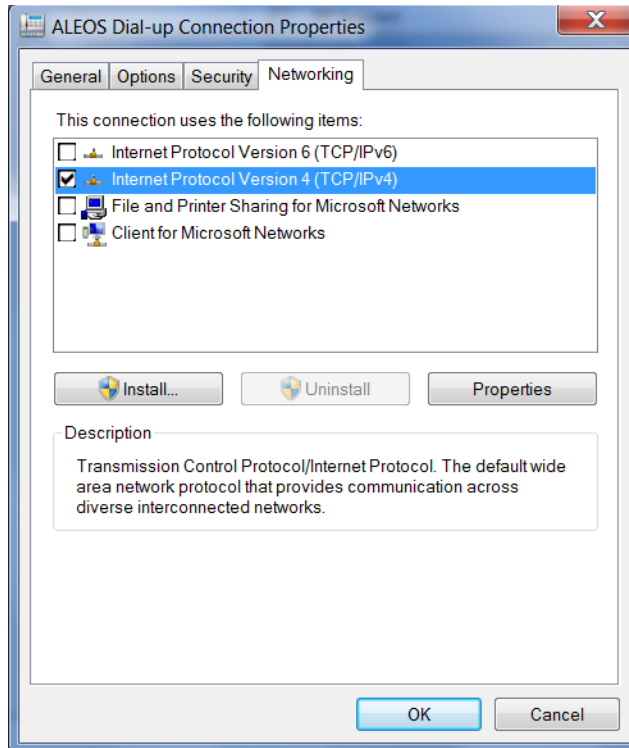 ALEOS Dial-up Connection Properties
General Options Security Networking
This connection uses the following items:
Internet Protocol Version 6 (TCP/IPv6)
Internet Protocol Version 4 (TCP/IPv4)
File and Printer Sharing for Microsoft Networks
Client for Microsoft Networks
Install... Uninstall Properties
Description
Transmission Control Protocol/Internet Protocol. The default wide
area network protocol that provides communication across
diverse interconnected networks.
OK Cancel